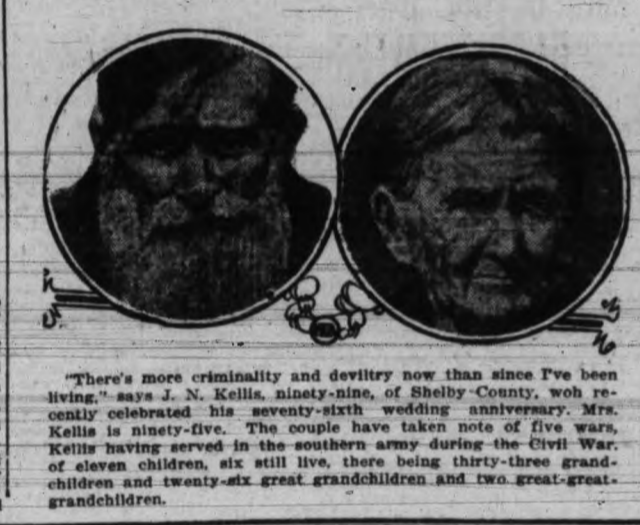 "There's more criminality and deviltry now than since I've been
living," says J. N. Kellis, ninety-nine, of Shelby County, woh re-
cently celebrated his seventy-sixth wedding anniversary. Mrs.
Kellis is ninety-five. The couple have taken note of five wars,
Kellis having served in the southern army during the Civil War.
of eleven children, six still live, there being thirty-three grand-
children and twenty-six great grandchildren and two great-great-
grandchildren.